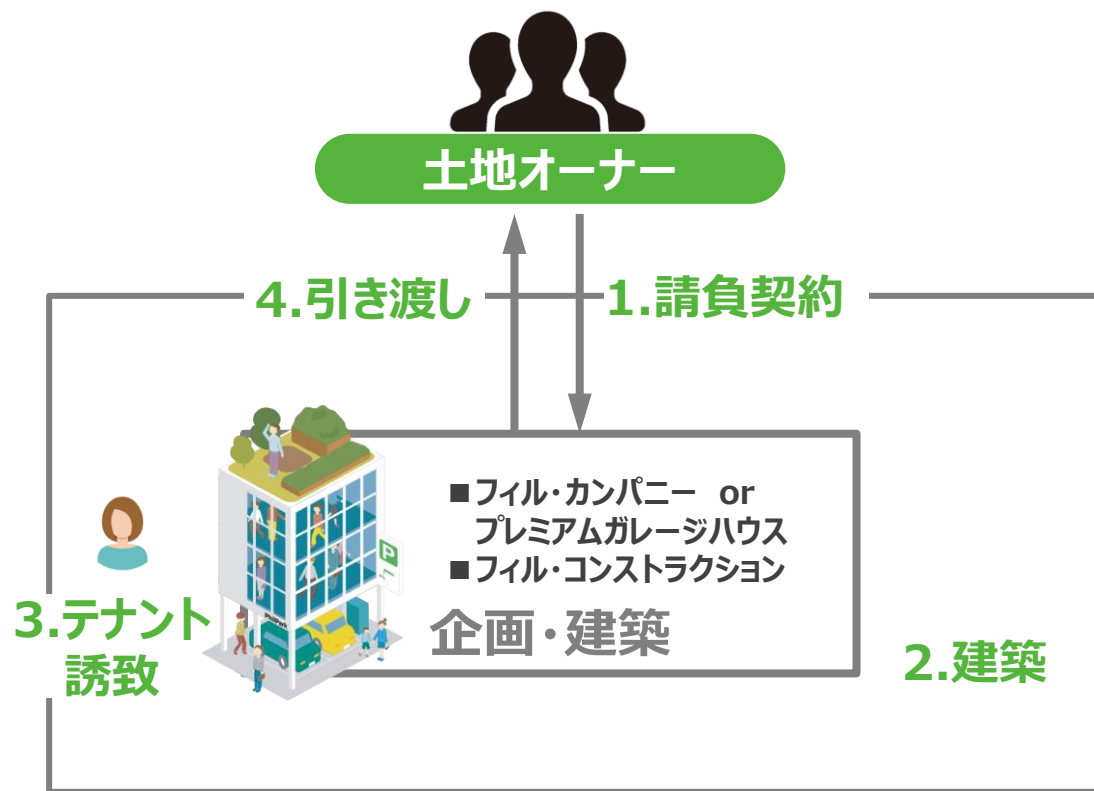 土地オーナー
4.引き渡し
1.請負契約
■フィル・カンパニー or
プレミアムガレージハウス
■フィル・コンストラクション
企画・建築
P
PhilPark
3.テナント
誘致
2.建築